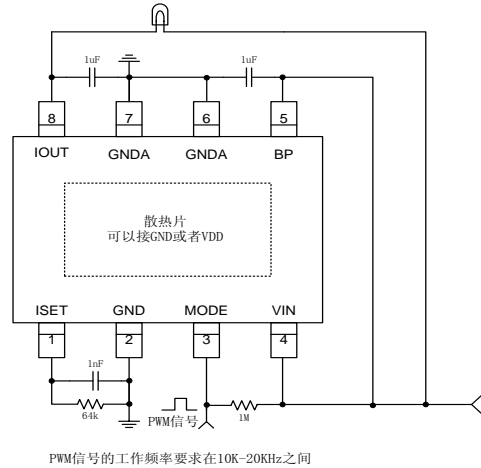 1uF
1uF
8
7
6
5
IOUT
GNDA
GNDA
BP
散热片
可以接GND或者VDD
ISET
GND
MODE
VIN
1
2
3
4
1nF
64k
PWM信号
1M
PWM信号的工作频率要求在10K-20KHz之间